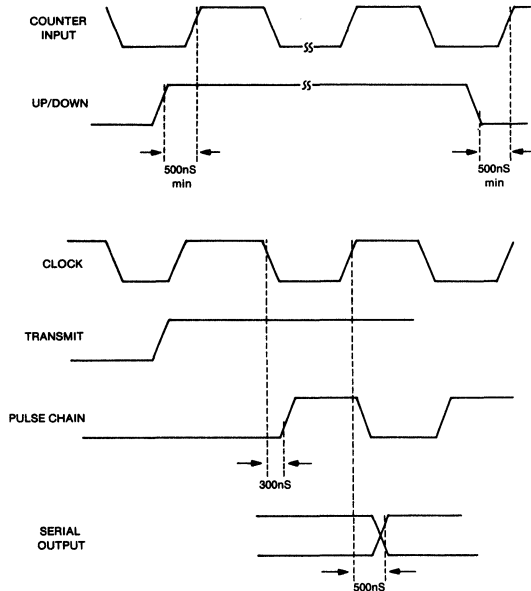 COUNTER
INPUT
UP/DOWN
500nS
min
500nS
min
CLOCK
TRANSMIT
PULSE CHAIN
300nS
SERIAL
OUTPUT
500nS